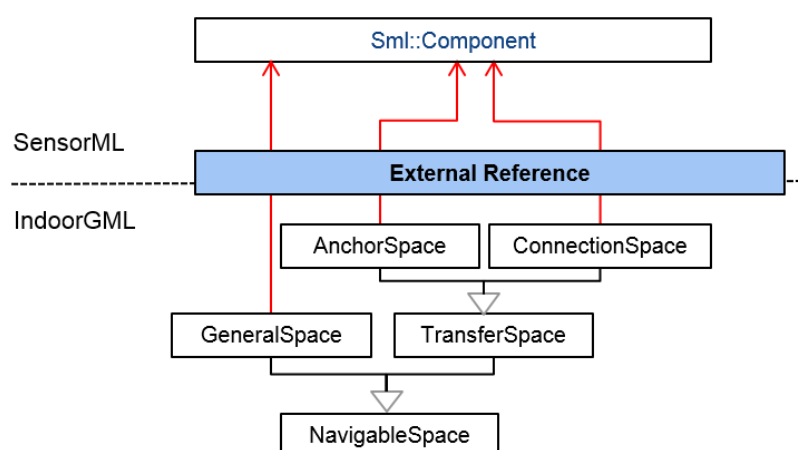 Sml::Component
SensorML
External Reference
IndoorGML
AnchorSpace
ConnectionSpace
GeneralSpace
TransferSpace
NavigableSpace